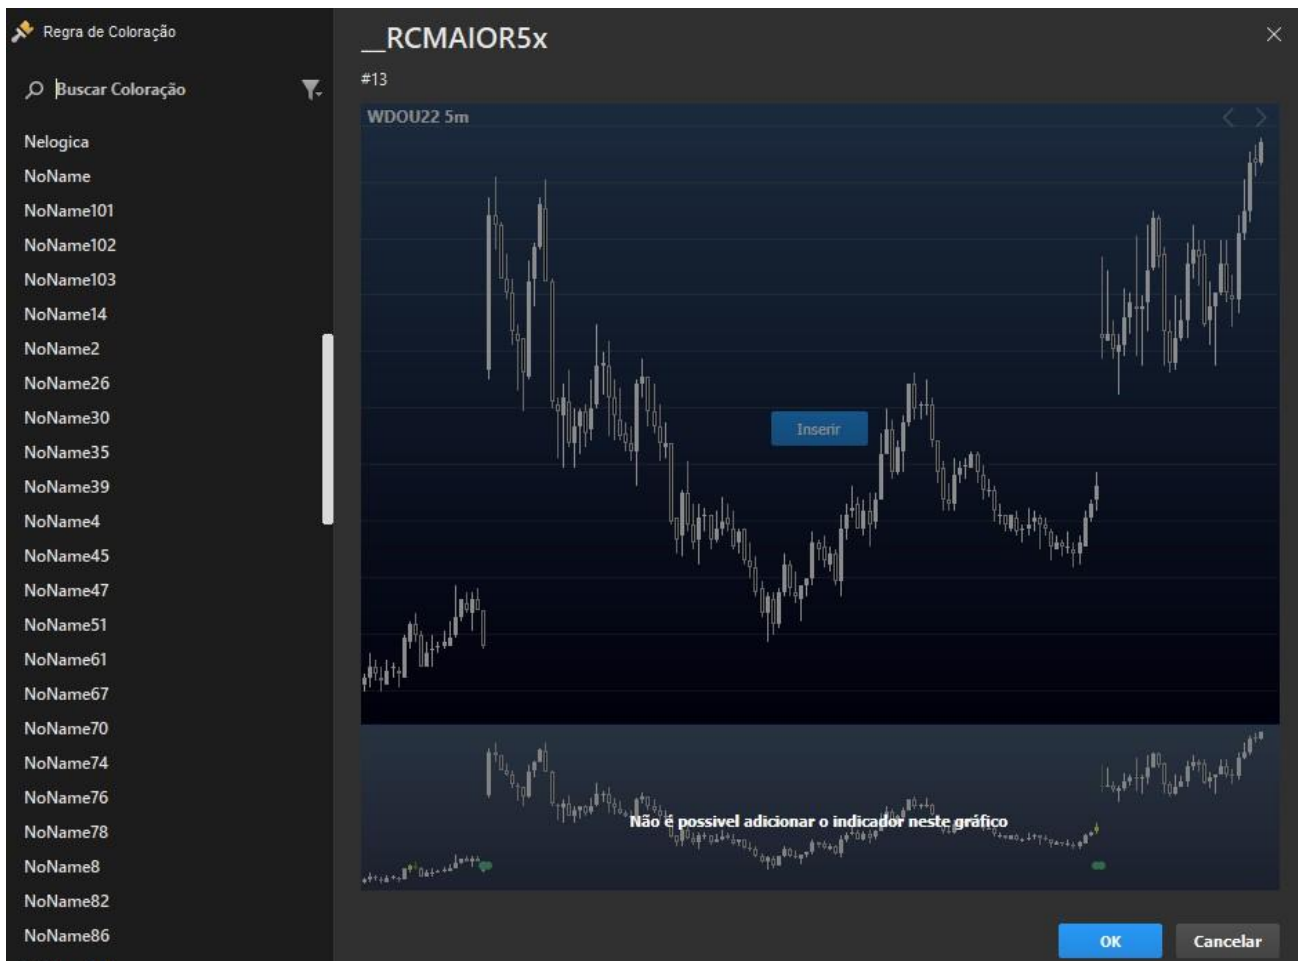 Regra de Coloração
Buscar Coloração
Nelogica
NoName
NoName101
NoName102
NoName103
NoName14
NoName2
NoName26
NoName30
NoName35
NoName39
NoName4
NoName45
NoName47
NoName51
NoName61
NoName67
NoName70
NoName74
NoName76
NoName78
NoName8
NoName82
NoName86
__RCMAIOR5x
#13
WDOU22 5m
Inserir
Não é possivel adicionar o indicador neste gráfico
OK Cancelar